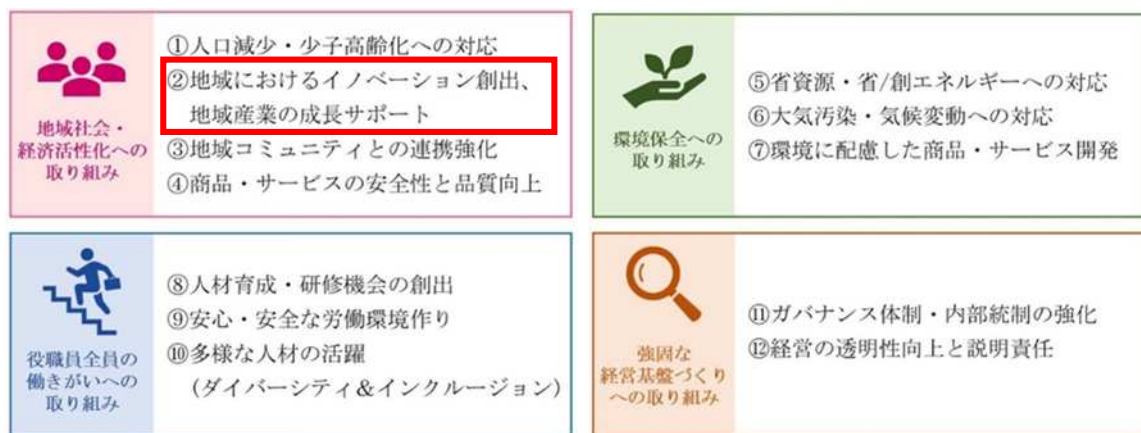 地域社会・
経済活性化への
取り組み
①人口減少・少子高齢化への対応
②地域におけるイノベーション創出、
地域産業の成長サポート
③地域コミュニティとの連携強化
④商品・サービスの安全性と品質向上
環境保全への
取り組み
⑤省資源・省/創エネルギーへの対応
⑥大気汚染・気候変動への対応
⑦環境に配慮した商品・サービス開発
役職員全員の
働きがいへの
取り組み
⑧人材育成・研修機会の創出
⑨安心・安全な労働環境作り
⑩多様な人材の活躍
(ダイバーシティ&インクルージョン)
強固な
経営基盤づくり
への取り組み
⑪ガバナンス体制・内部統制の強化
⑫経営の透明性向上と説明責任